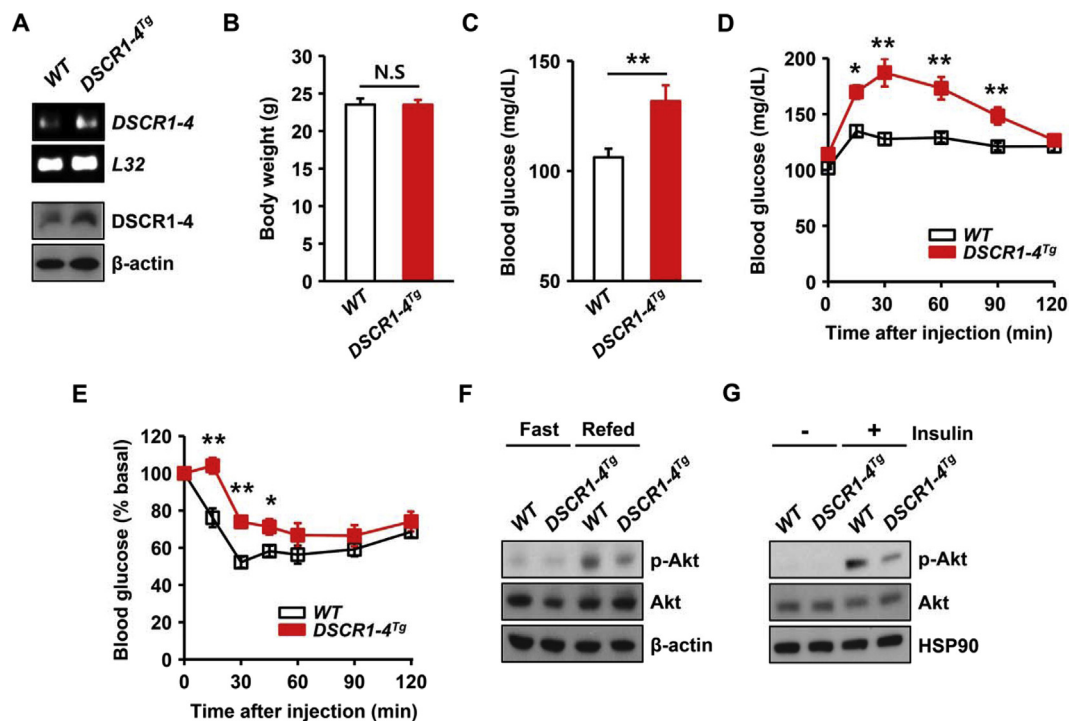 A
WT
DSCR1-4Tg
DSCR1-4
L32
DSCR1-4
β-actin
B
Body weight (g)
30
25
20
15
10
5
0
N.S
WT
DSCR1-4Tg
C
Blood glucose (mg/dL)
150
100
50
**
WT
DSCR1-4Tg
D
Blood glucose (mg/dL)
200
150
100
50
0
* ** ** **
WT
DSCR1-4Tg
0 30 60 90 120
Time after injection (min)
E
Blood glucose (% basal)
120
100
80
60
40
20
0
** ** *
WT
DSCR1-4Tg
0 30 60 90 120
Time after injection (min)
F
Fast Refed
WT DSCR1-4Tg WT DSCR1-4Tg
p-Akt
Akt
β-actin
G
- + Insulin
WT DSCR1-4Tg WT DSCR1-4Tg
p-Akt
Akt
HSP90